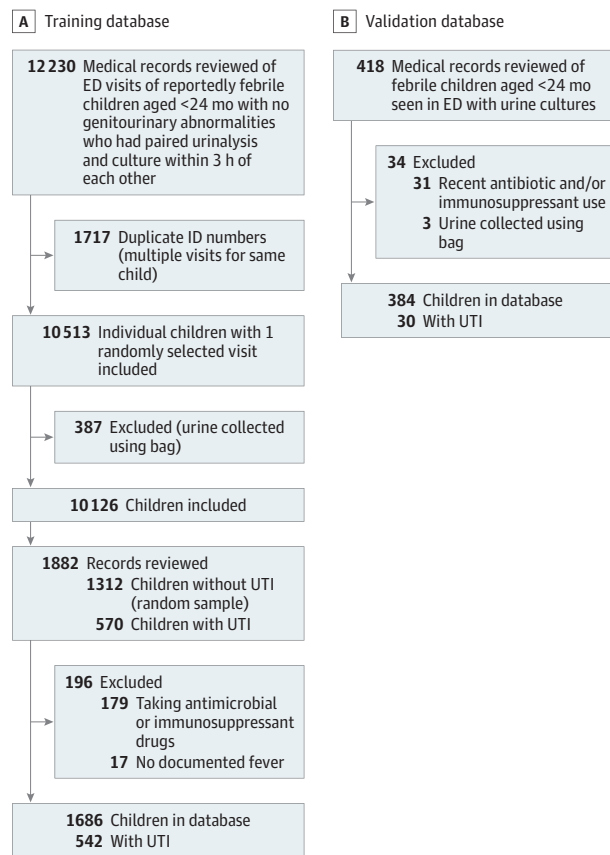 A Training database
12230 Medical records reviewed of
ED visits of reportedly febrile
children aged <24 mo with no
genitourinary abnormalities
who had paired urinalysis
and culture within 3 h of
each other
1717 Duplicate ID numbers
(multiple visits for same
child)
10513 Individual children with 1
randomly selected visit
included
387 Excluded (urine collected
using bag)
10126 Children included
1882 Records reviewed
1312 Children without UTI
(random sample)
570 Children with UTI
196 Excluded
179 Taking antimicrobial
or immunosuppressant
drugs
17 No documented fever
1686 Children in database
542 With UTI
B Validation database
418 Medical records reviewed of
febrile children aged <24 mo
seen in ED with urine cultures
34 Excluded
31 Recent antibiotic and/or
immunosuppressant use
3 Urine collected using
bag
384 Children in database
30 With UTI